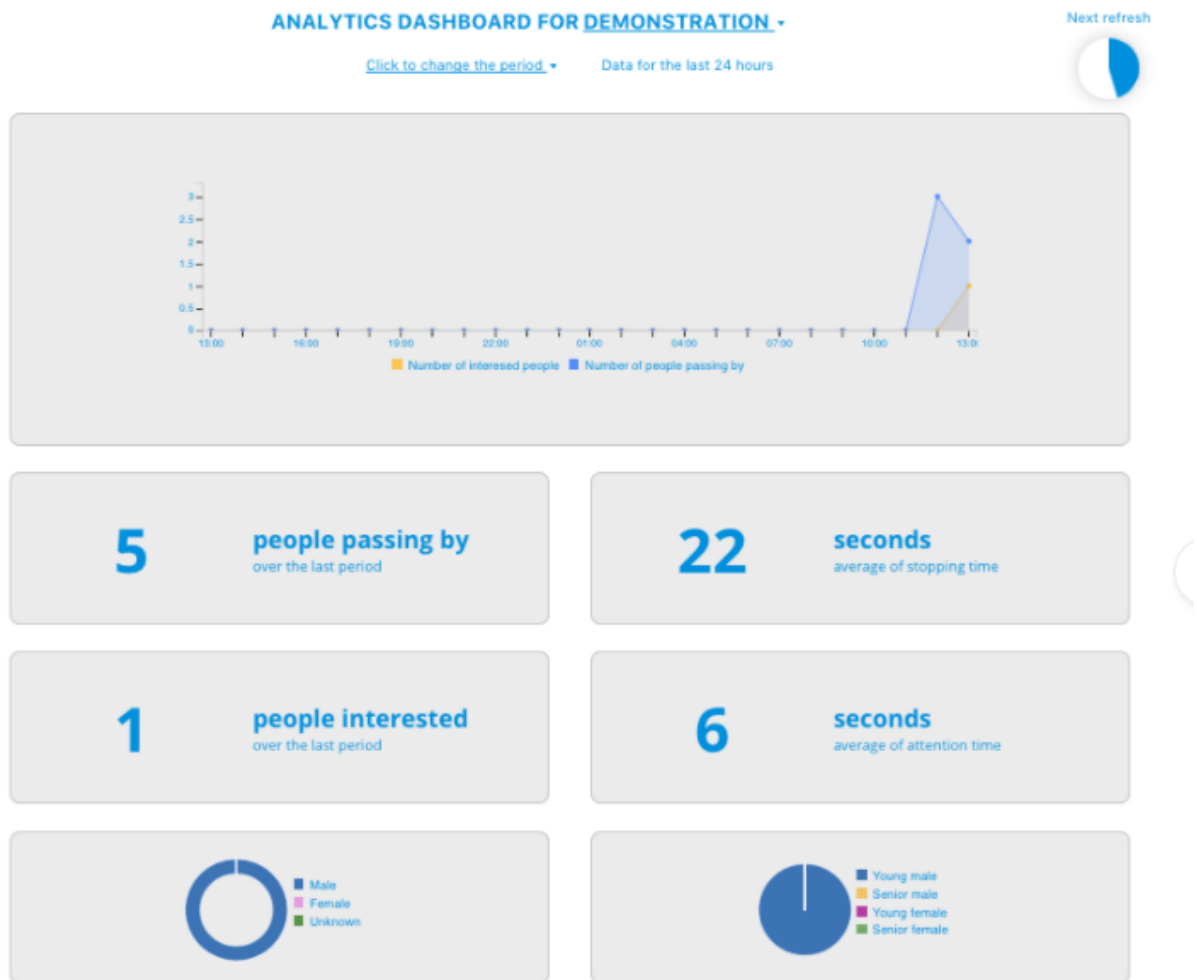 ANALYTICS DASHBOARD FOR DEMONSTRATION
Next refresh
Click to change the period
Data for the last 24 hours
3
2.5
2
1.5
1
0.5
0
13:00 16:00 19:00 22:00 01:00 04:00 07:00 10:00 13:0
Number of interesed people Number of people passing by
5
people passing by
over the last period
22
seconds
average of stopping time
1
people interested
over the last period
6
seconds
average of attention time
Male
Female
Unknown
Young male
Senior male
Young female
Senior female